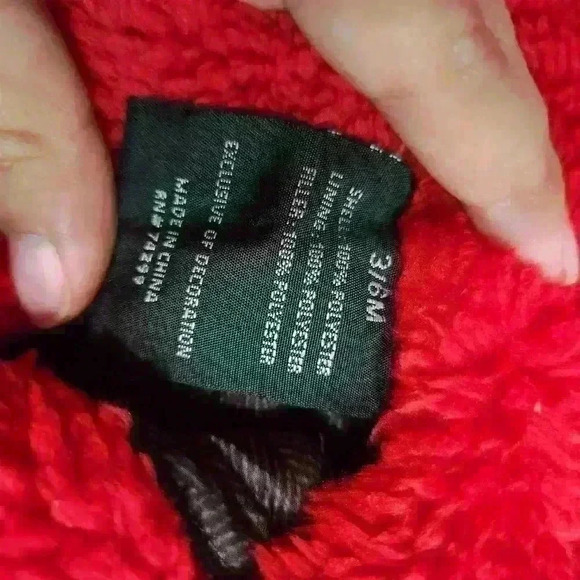 3/6M
SHELL-100% POLYESTER
LINING-100% POLYESTER
FILLER-100% POLYESTER
EXCLUSIVE OF DECORATION
MADE IN CHINA
RN# 74299